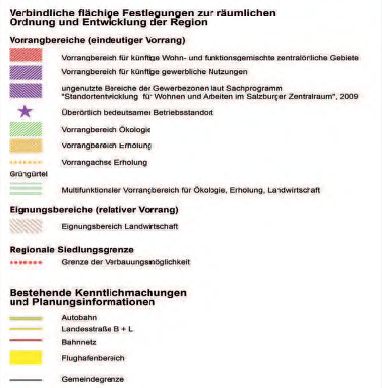 Verbindliche flächige Festlegungen zur räumlichen
Ordnung und Entwicklung der Region
Vorrangbereiche (eindeutiger Vorrang)
Vorrangbereich für künftige Wohn- und funktionsgemischte zentralörtliche Gebiete
Vorrangbereich für künftige gewerbliche Nutzungen
ungenutzte Bereiche der Gewerbezonen laut Sachprogramm
"Standortentwicklung für Wohnen und Arbeiten im Salzburger Zentralraum", 2009
Überörtlich bedeutsamer Betriebsstandort
Vorrangbereich Ökologie
Vorrangbereich Erholung
Vorrangachse Erholung
Grüngürtel
Multifunktionaler Vorrangbereich für Ökologie, Erholung, Landwirtschaft
Eignungsbereiche (relativer Vorrang)
Eignungsbereich Landwirtschaft
Regionale Siedlungsgrenze
Grenze der Verbauungsmöglichkeit
Bestehende Kenntlichmachungen
und Planungsinformationen
Autobahn
Landesstraße B + L
Bahnnetz
Flughafenbereich
Gemeindegrenze